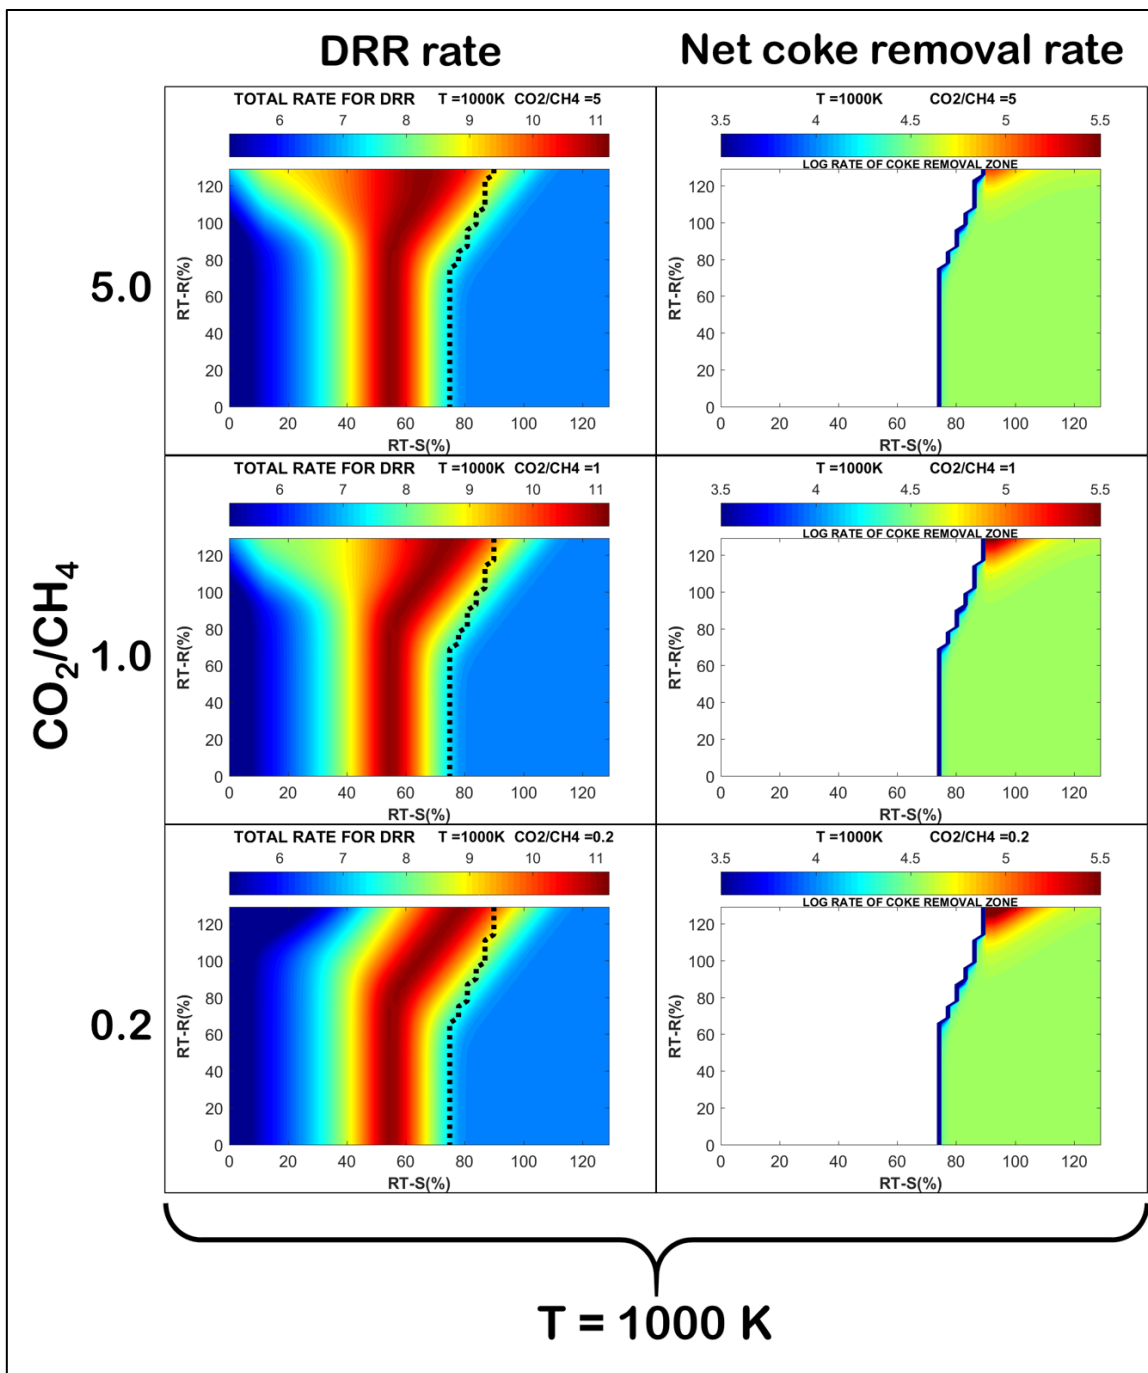 DRR rate
Net coke removal rate
TOTAL RATE FOR DRR T =1000K CO2/CH4 =5
6 7 8 9 10 11
120
100
80
60
40
20
0
RT-R(%)
0 20 40 60 80 100 120
RT-S(%)
T =1000K CO2/CH4 =5
3.5 4 4.5 5 5.5
LOG RATE OF COKE REMOVAL ZONE
120
100
80
60
40
20
0
RT-R(%)
0 20 40 60 80 100 120
RT-S(%)
5.0
TOTAL RATE FOR DRR T =1000K CO2/CH4 =1
6 7 8 9 10 11
120
100
80
60
40
20
0
RT-R(%)
0 20 40 60 80 100 120
RT-S(%)
T =1000K CO2/CH4 =1
3.5 4 4.5 5 5.5
LOG RATE OF COKE REMOVAL ZONE
120
100
80
60
40
20
0
RT-R(%)
0 20 40 60 80 100 120
RT-S(%)
CO₂/CH₄
1.0
TOTAL RATE FOR DRR T =1000K CO2/CH4 =0.2
6 7 8 9 10 11
120
100
80
60
40
20
0
RT-R(%)
0 20 40 60 80 100 120
RT-S(%)
T =1000K CO2/CH4 =0.2
3.5 4 4.5 5 5.5
LOG RATE OF COKE REMOVAL ZONE
120
100
80
60
40
20
0
RT-R(%)
0 20 40 60 80 100 120
RT-S(%)
0.2
T = 1000 K